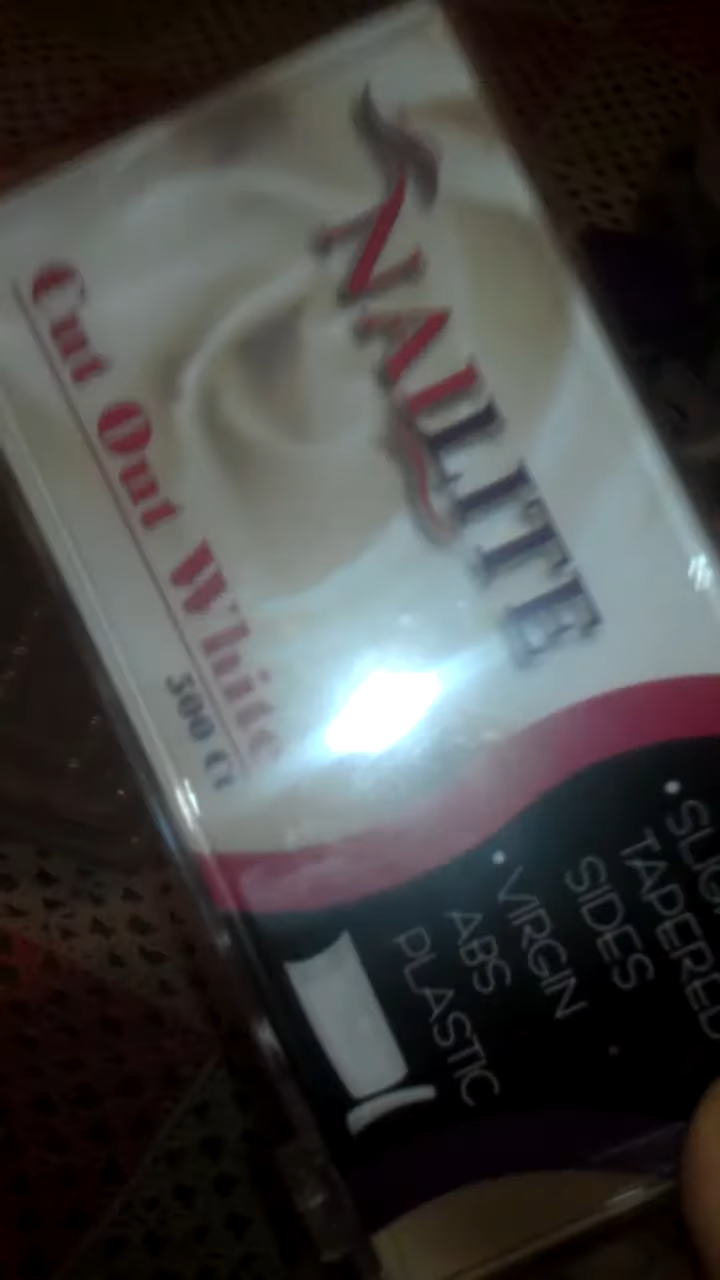 NAILITE
Cut Out White
500 Ct
TAPERED
SIDES
• VIRGIN
ABS
PLASTIC